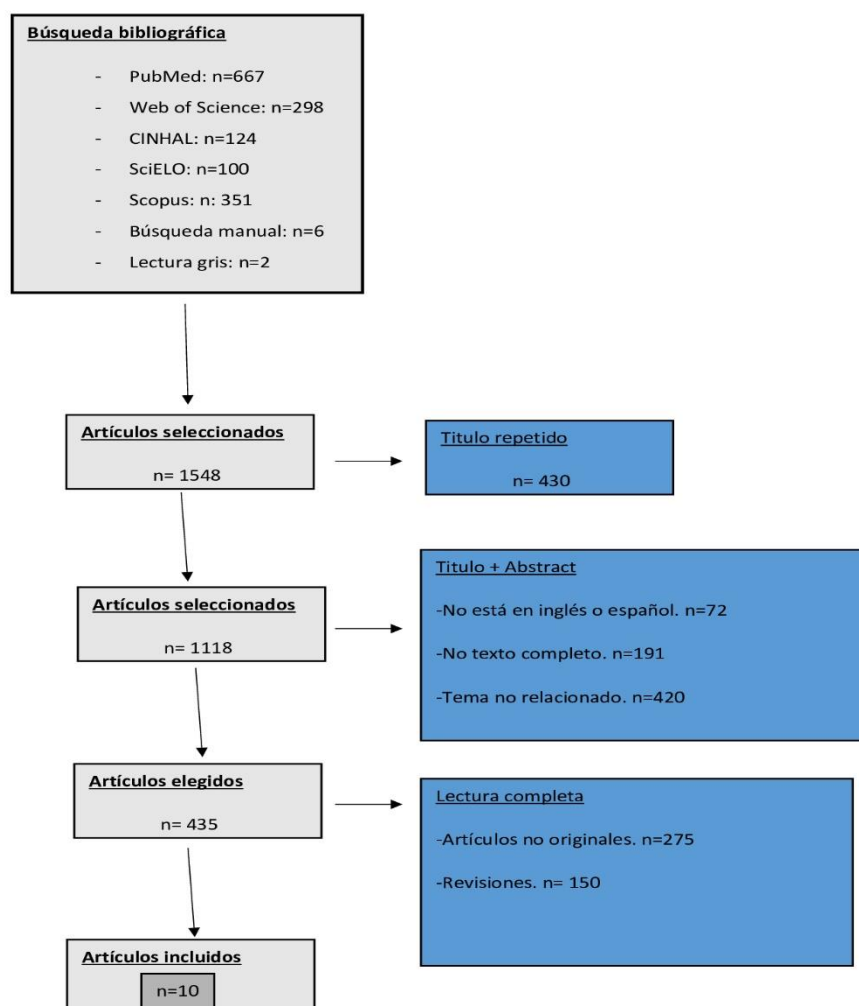 Búsqueda bibliográfica
- PubMed: n=667
- Web of Science: n=298
- CINHAL: n=124
- SciELO: n=100
- Scopus: n: 351
- Búsqueda manual: n=6
- Lectura gris: n=2
Artículos seleccionados
n= 1548
Titulo repetido
n= 430
Artículos seleccionados
n= 1118
Titulo + Abstract
-No está en inglés o español. n=72
-No texto completo. n=191
-Tema no relacionado. n=420
Artículos elegidos
n= 435
Lectura completa
-Artículos no originales. n=275
-Revisiones. n= 150
Artículos incluidos
n=10